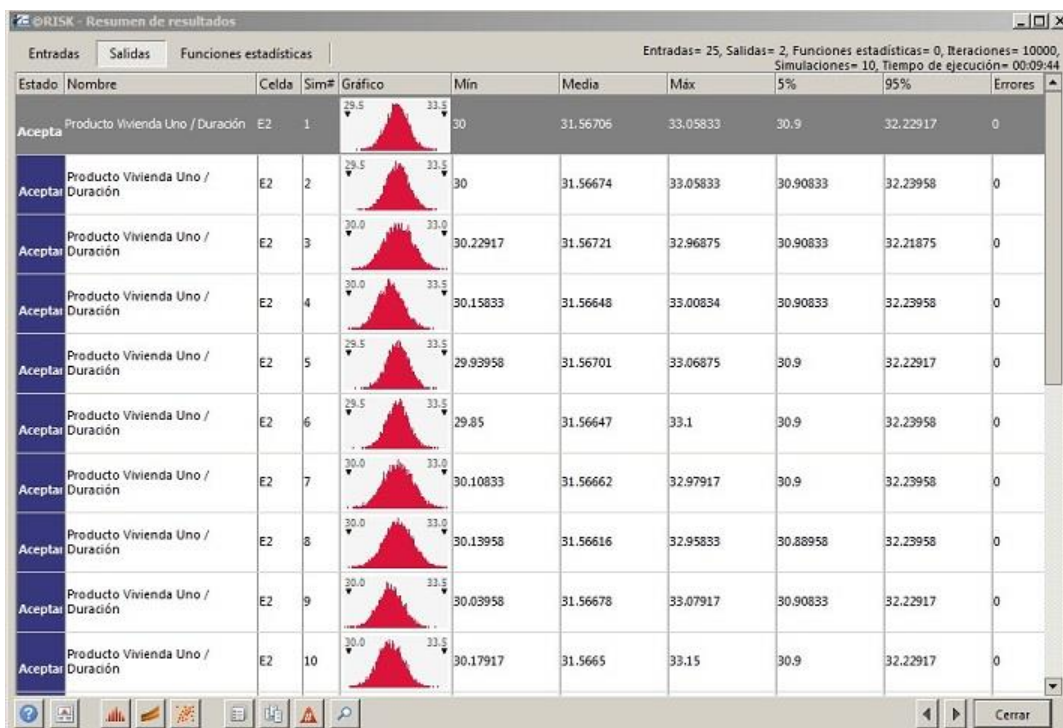 @RISK - Resumen de resultados
Entradas Salidas Funciones estadísticas
Entradas= 25, Salidas= 2, Funciones estadísticas= 0, Iteraciones= 10000,
Simulaciones= 10, Tiempo de ejecución= 00:09:44
Estado Nombre Celda Sim# Gráfico Mín Media Máx 5% 95% Errores
29.5 33.5
Acepta Producto Vivienda Uno / Duración E2 1 30 31.56706 33.05833 30.9 32.22917 0
29.5 33.5
Producto Vivienda Uno /
Aceptar Duración E2 2 30 31.56674 33.05833 30.90833 32.23958 0
30.0 33.0
Producto Vivienda Uno /
Aceptar Duración E2 3 30.22917 31.56721 32.96875 30.90833 32.21875 0
30.0 33.5
Producto Vivienda Uno /
Aceptar Duración E2 4 30.15833 31.56648 33.00834 30.90833 32.23958 0
29.5 33.5
Producto Vivienda Uno /
Aceptar Duración E2 5 29.93958 31.56701 33.06875 30.9 32.22917 0
29.5 33.5
Producto Vivienda Uno /
Aceptar Duración E2 6 29.85 31.56647 33.1 30.9 32.23958 0
30.0 33.0
Producto Vivienda Uno /
Aceptar Duración E2 7 30.10833 31.56662 32.97917 30.9 32.23958 0
30.0 33.0
Producto Vivienda Uno /
Aceptar Duración E2 8 30.13958 31.56616 32.95833 30.88958 32.23958 0
30.0 33.5
Producto Vivienda Uno /
Aceptar Duración E2 9 30.03958 31.56678 33.07917 30.90833 32.22917 0
30.0 33.5
Producto Vivienda Uno /
Aceptar Duración E2 10 30.17917 31.5665 33.15 30.9 32.22917 0
Cerrar